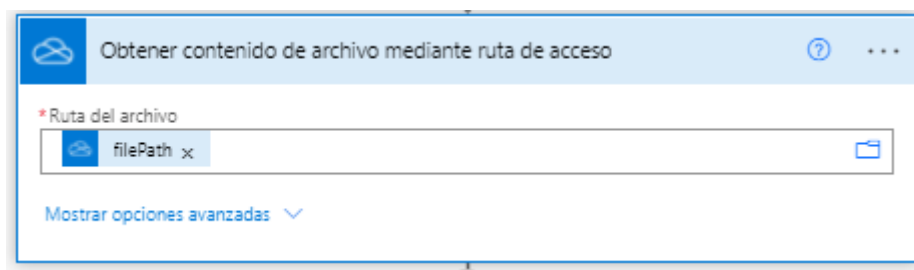 Obtener contenido de archivo mediante ruta de acceso
*Ruta del archivo
filePath x
Mostrar opciones avanzadas